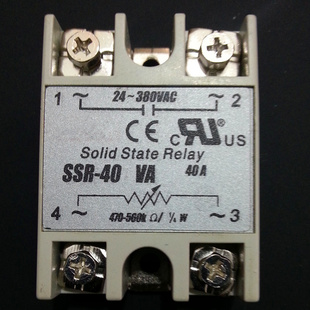 1 ~ 24~380VAC ~ 2
CE c RU US
Solid State Relay
SSR-40 VA 40A
4 ~ ~ 3
470-560k Ω/ ¼ W